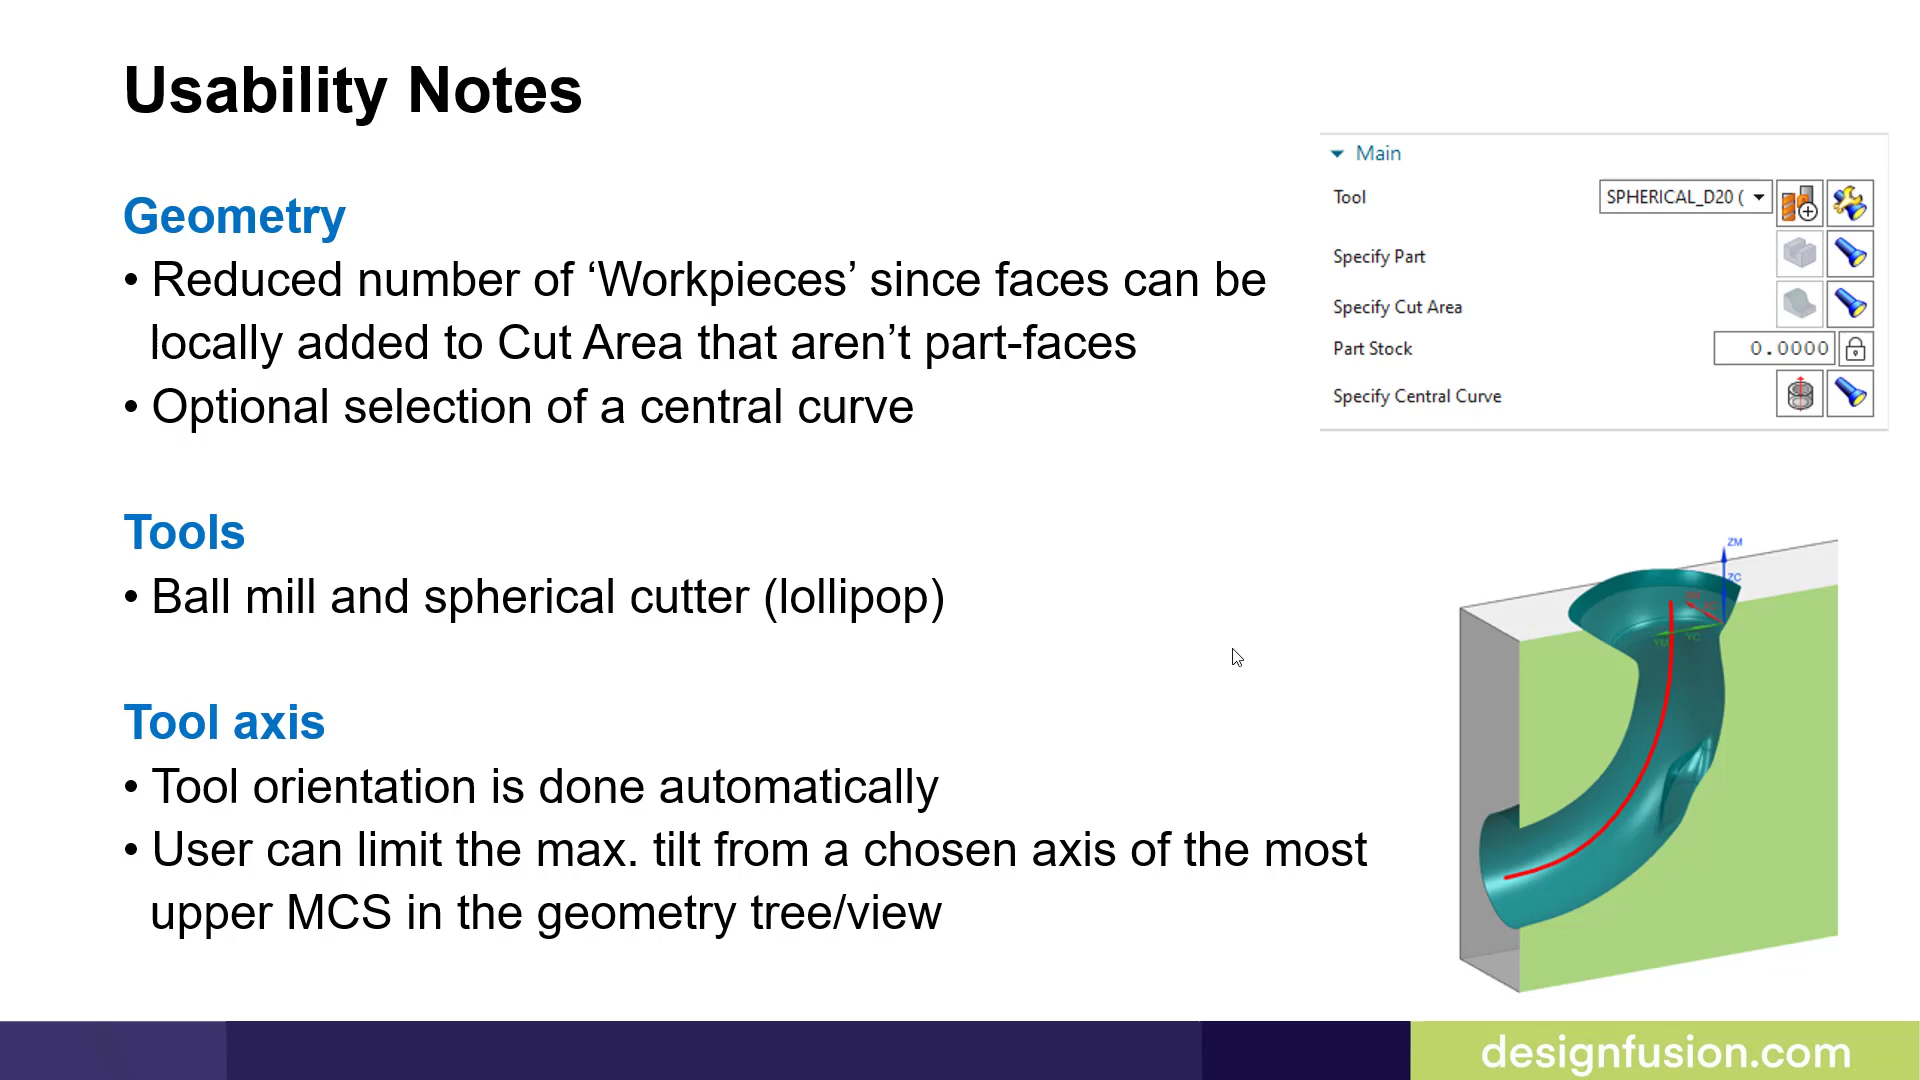 Usability Notes
Geometry
• Reduced number of ‘Workpieces’ since faces can be
locally added to Cut Area that aren’t part-faces
• Optional selection of a central curve
Tools
• Ball mill and spherical cutter (lollipop)
Tool axis
• Tool orientation is done automatically
• User can limit the max. tilt from a chosen axis of the most
upper MCS in the geometry tree/view
Main
Tool SPHERICAL_D20 (
Specify Part
Specify Cut Area
Part Stock 0.0000
Specify Central Curve
ZM
ZC
YM
YC
designfusion.com